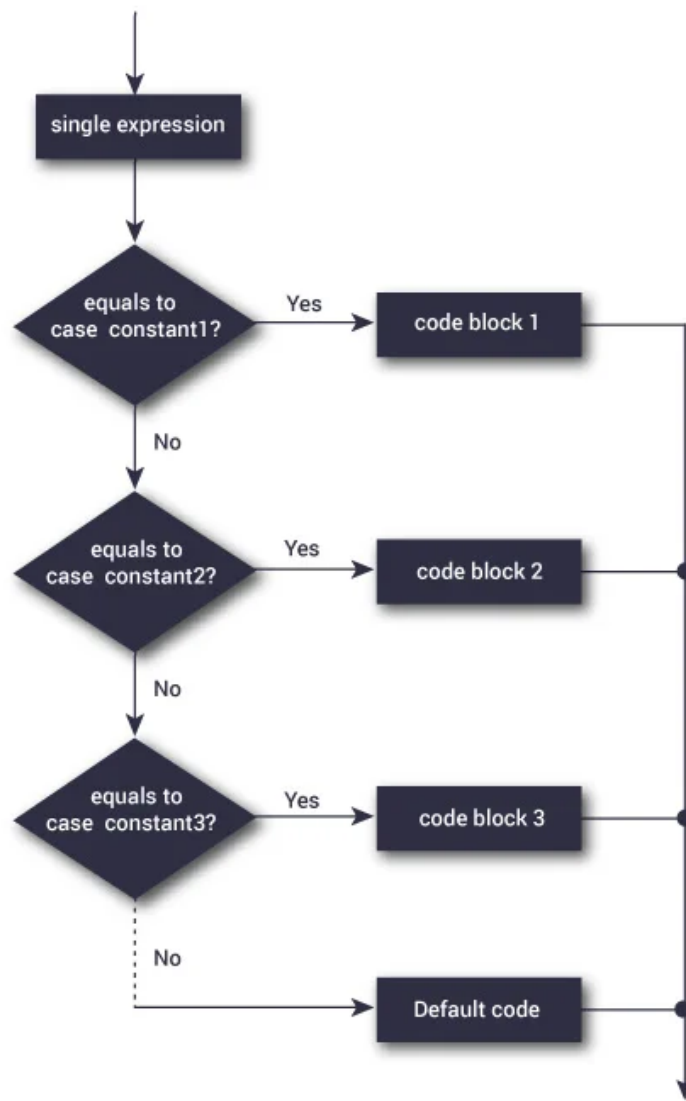 single expression
equals to
case constant1?
Yes
code block 1
No
equals to
case constant2?
Yes
code block 2
No
equals to
case constant3?
Yes
code block 3
No
Default code